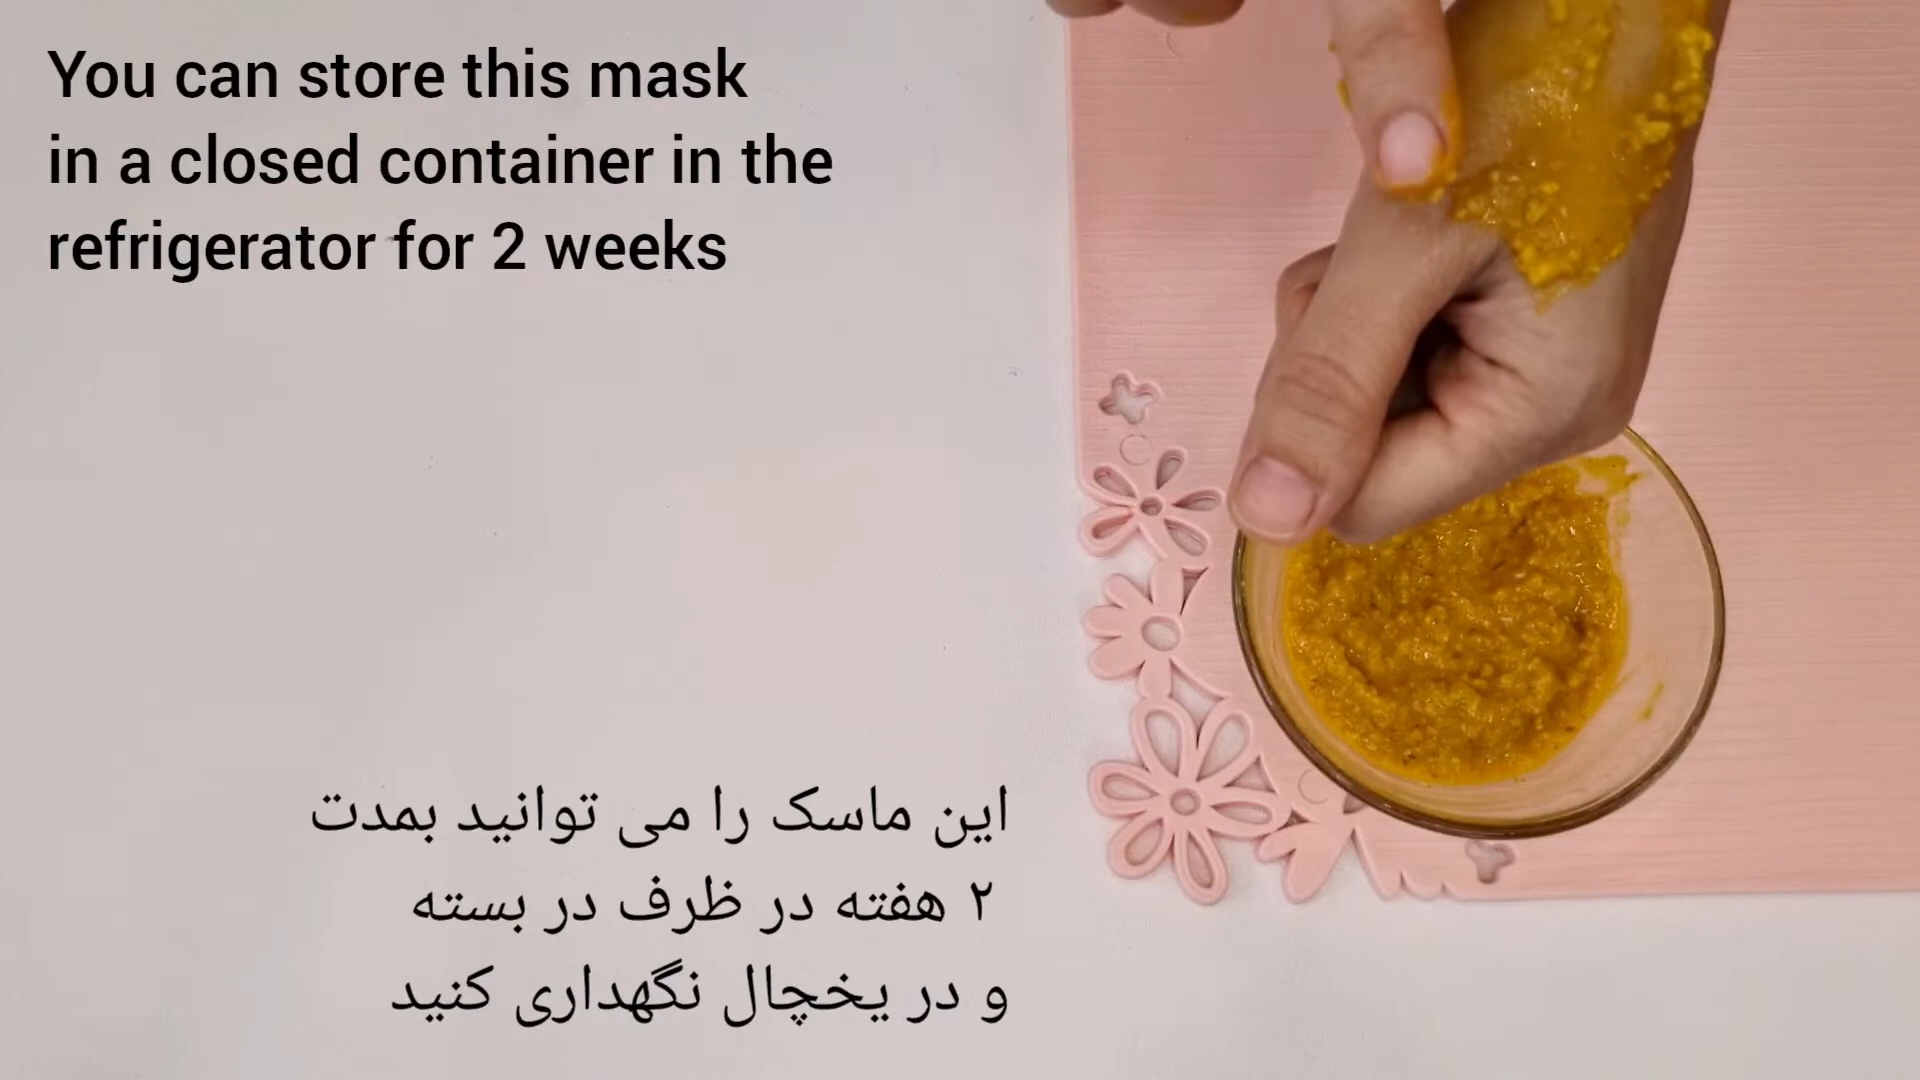 You can store this mask
in a closed container in the
refrigerator for 2 weeks
این ماسک را می توانید بمدت
۲ هفته در ظرف در بسته
و در یخچال نگهداری کنید